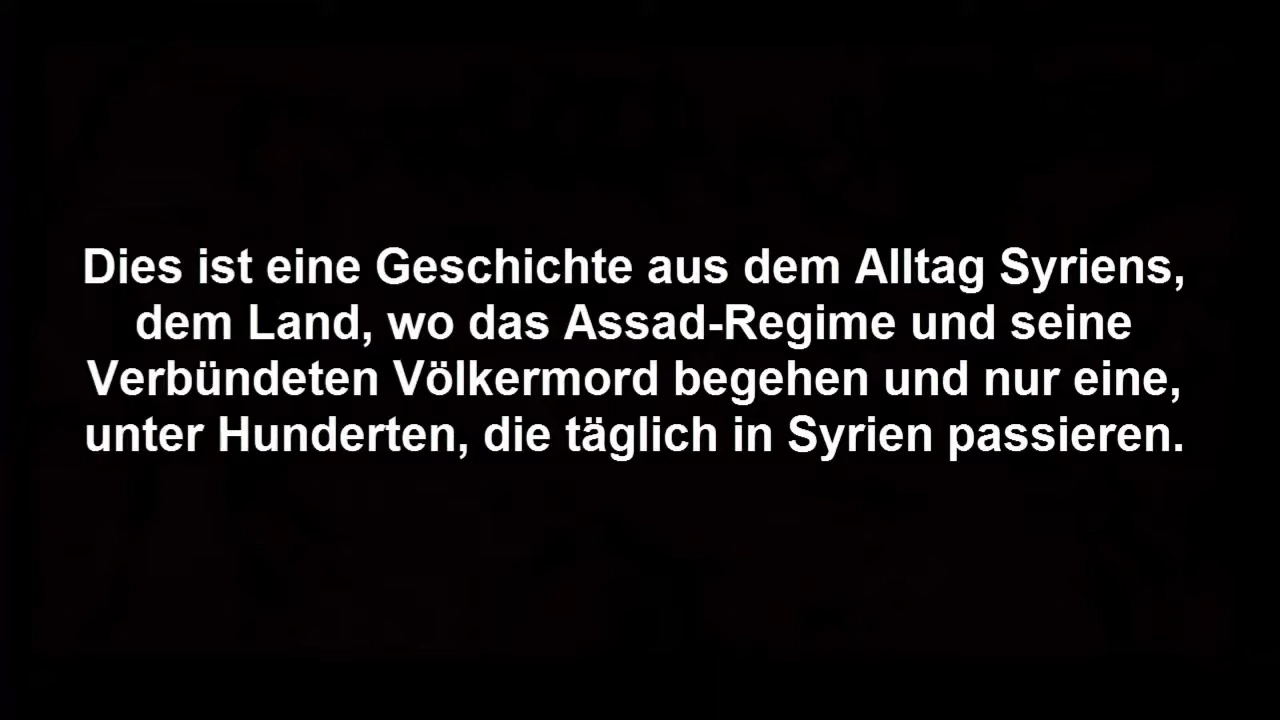 Dies ist eine Geschichte aus dem Alltag Syriens,
dem Land, wo das Assad-Regime und seine
Verbündeten Völkermord begehen und nur eine,
unter Hunderten, die täglich in Syrien passieren.